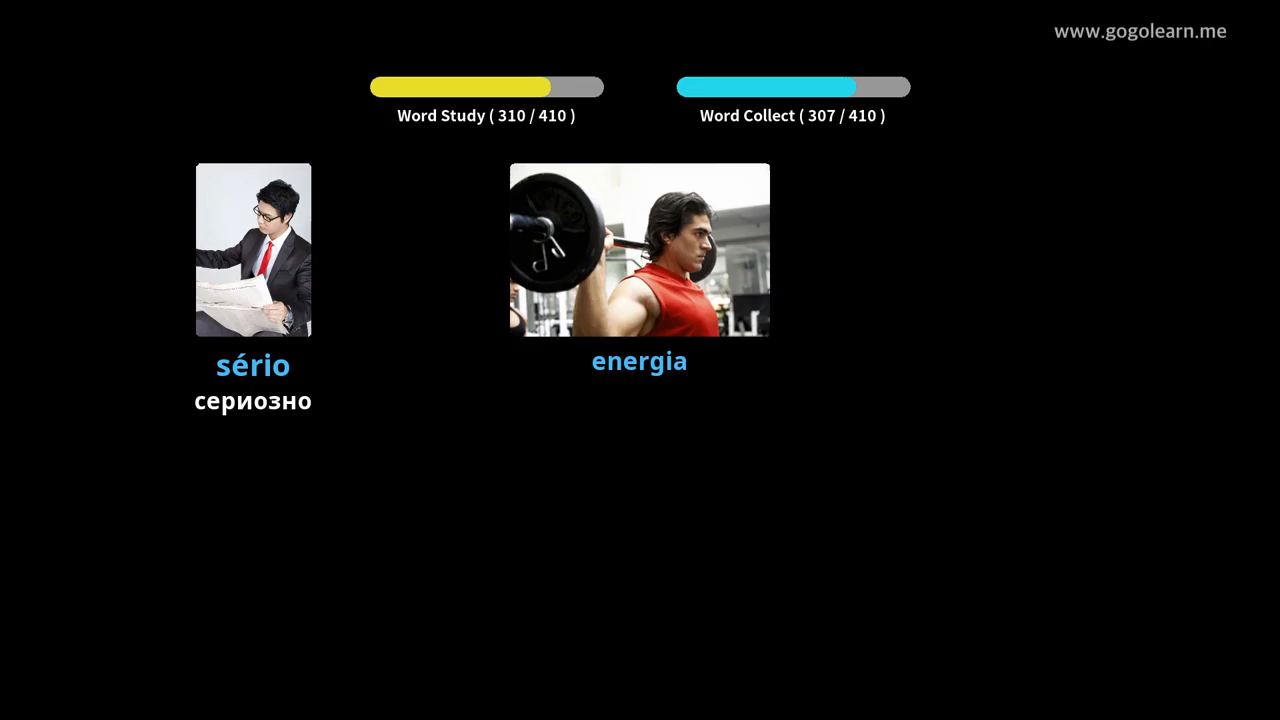 www.gogolearn.me
Word Study ( 310 / 410 )
Word Collect ( 307 / 410 )
sério
сериозно
energia